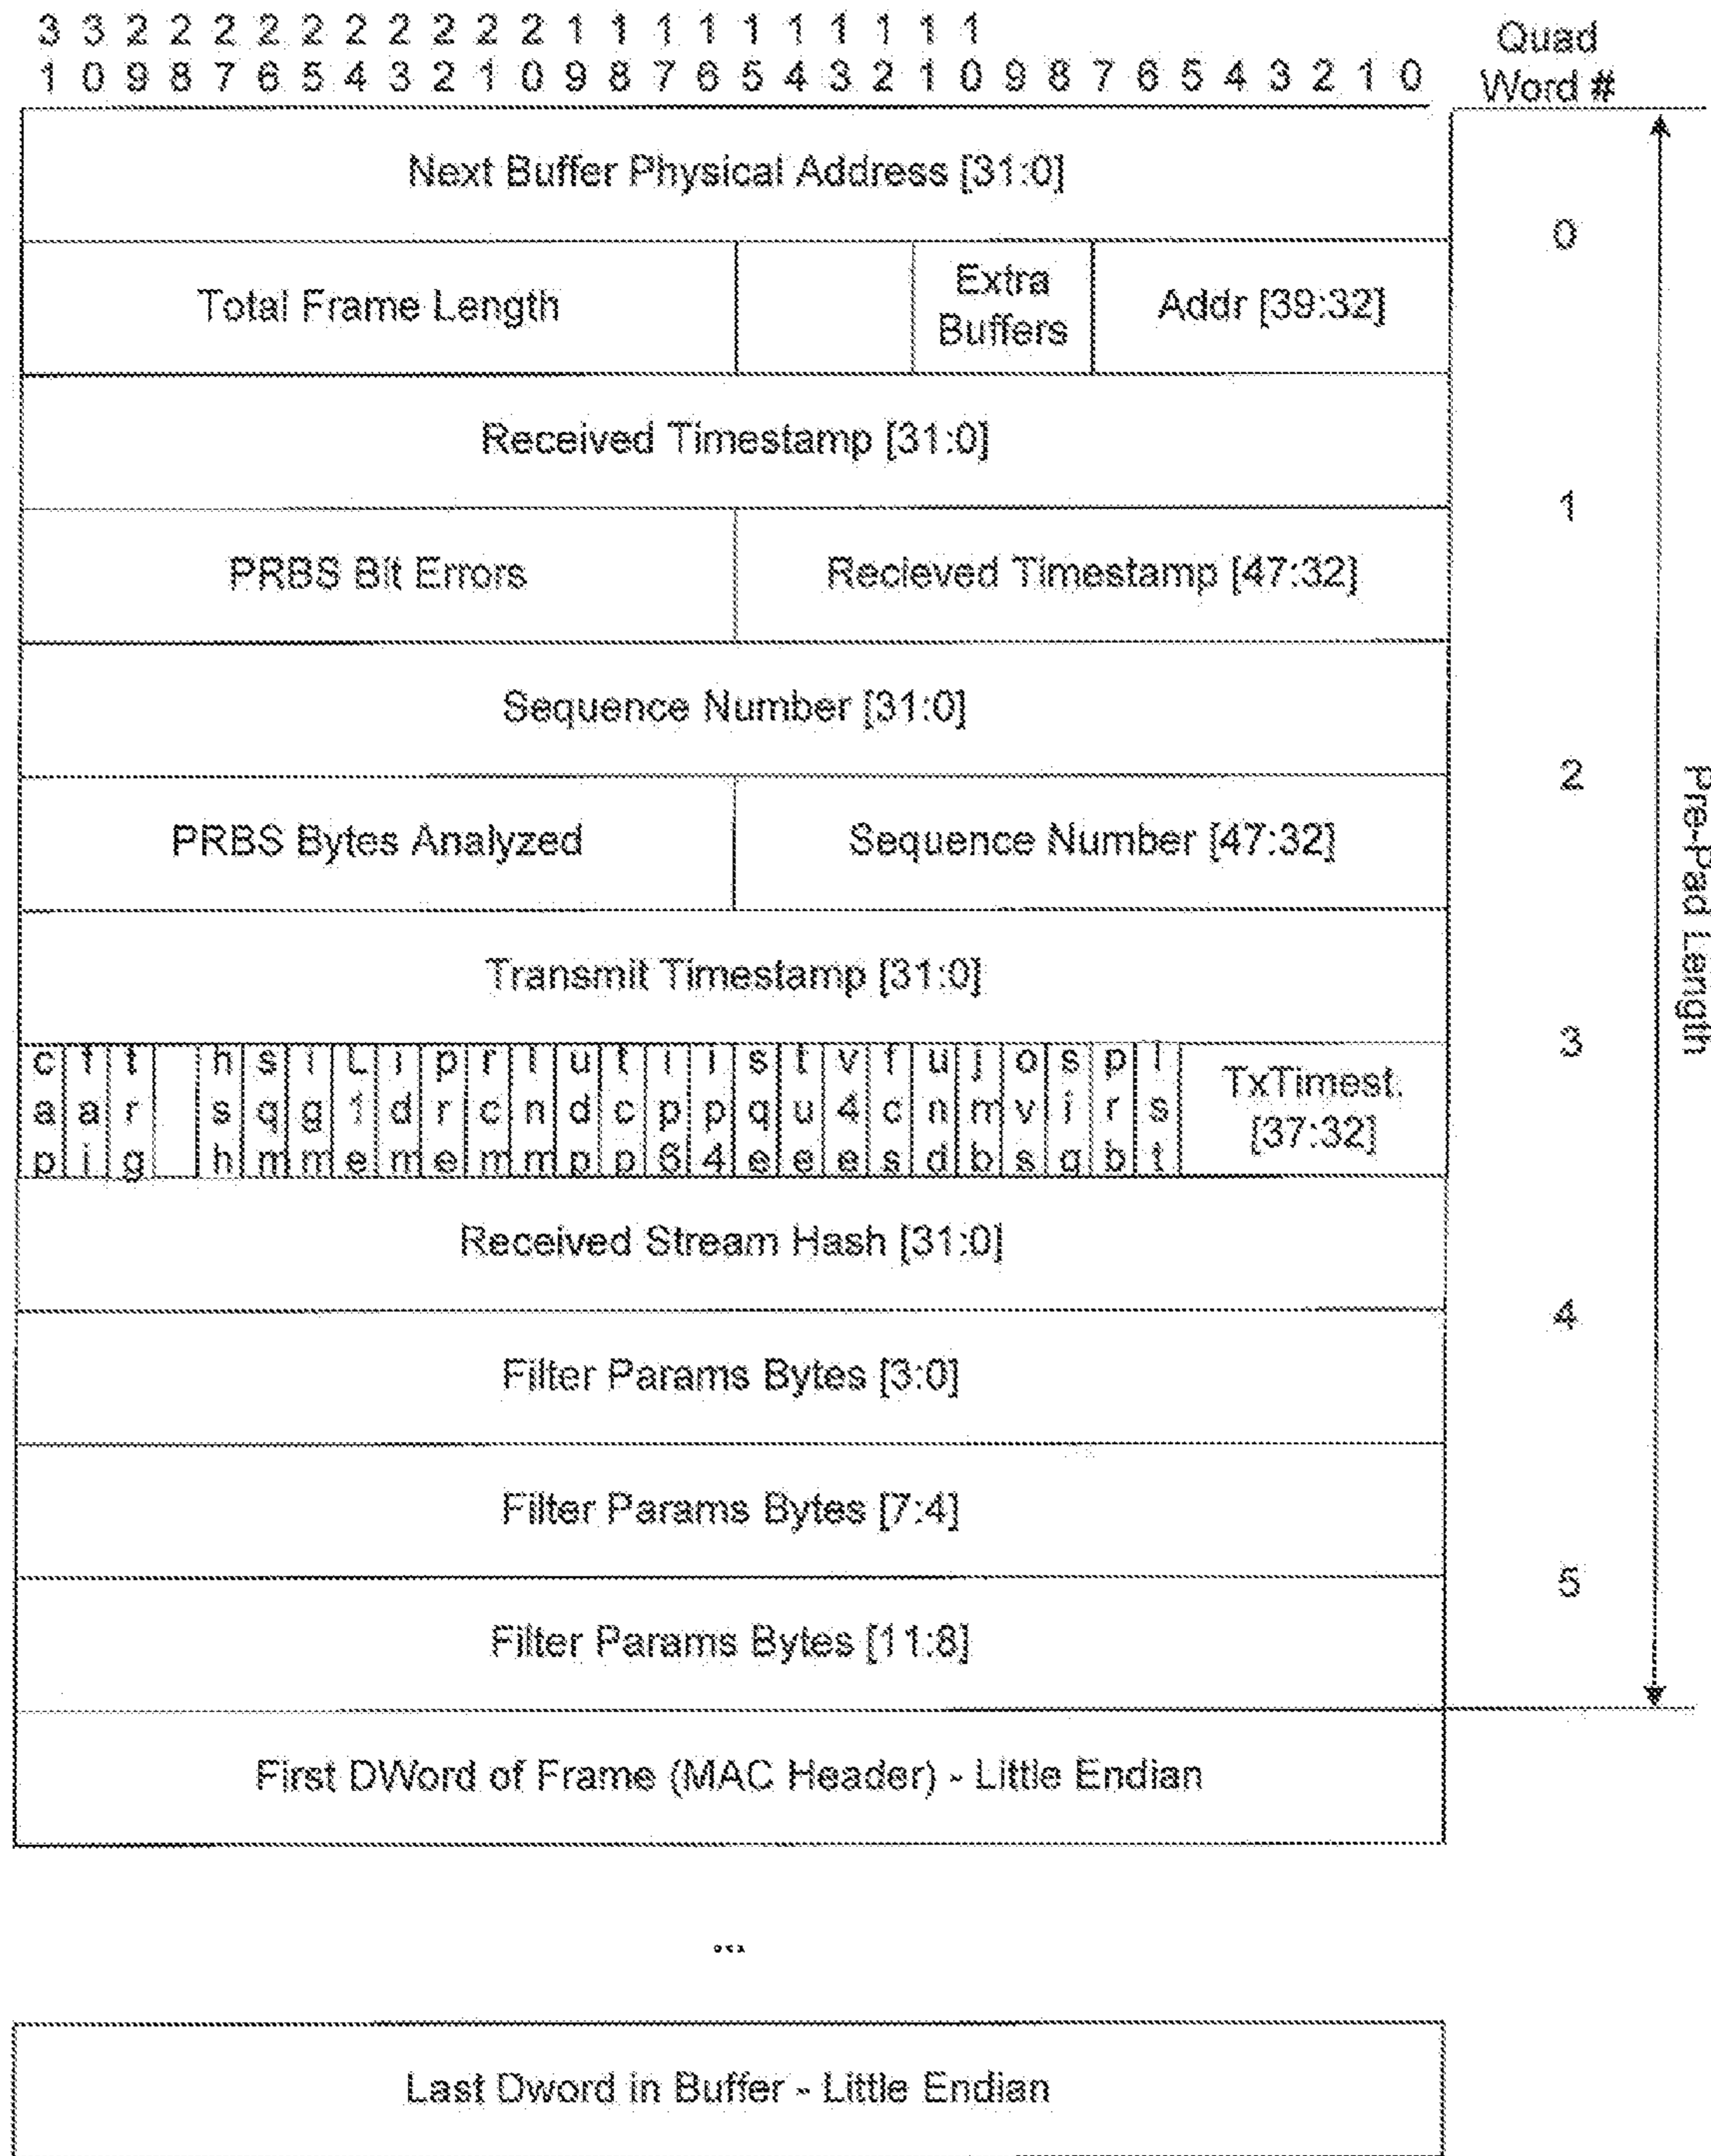 3 3 2 2 2 2 2 2 2 2 2 2 1 1 1 1 1 1 1 1 1 1
1 0 9 8 7 6 5 4 3 2 1 0 9 8 7 6 5 4 3 2 1 0 9 8 7 6 5 4 3 2 1 0
Quad
Word #
Next Buffer Physical Address [31:0]
0
Total Frame Length
Extra
Buffers
Addr [39:32]
Received Timestamp [31:0]
1
PRBS Bit Errors
Recieved Timestamp [47:32]
Sequence Number [31:0]
2
PRBS Bytes Analyzed
Sequence Number [47:32]
Pre-Pad Length
Transmit Timestamp [31:0]
3
c f t h s i L i p r l u t i i s t v f u j o s p l
a a r s q g 1 d r c n d c p p q u 4 c n m v i r s
p i g h m m e m e m m p p 6 4 e e e s d b s g b t
TxTimest.
[37:32]
Received Stream Hash [31:0]
4
Filter Params Bytes [3:0]
Filter Params Bytes [7:4]
5
Filter Params Bytes [11:8]
First DWord of Frame (MAC Header) - Little Endian
...
Last Dword in Buffer - Little Endian